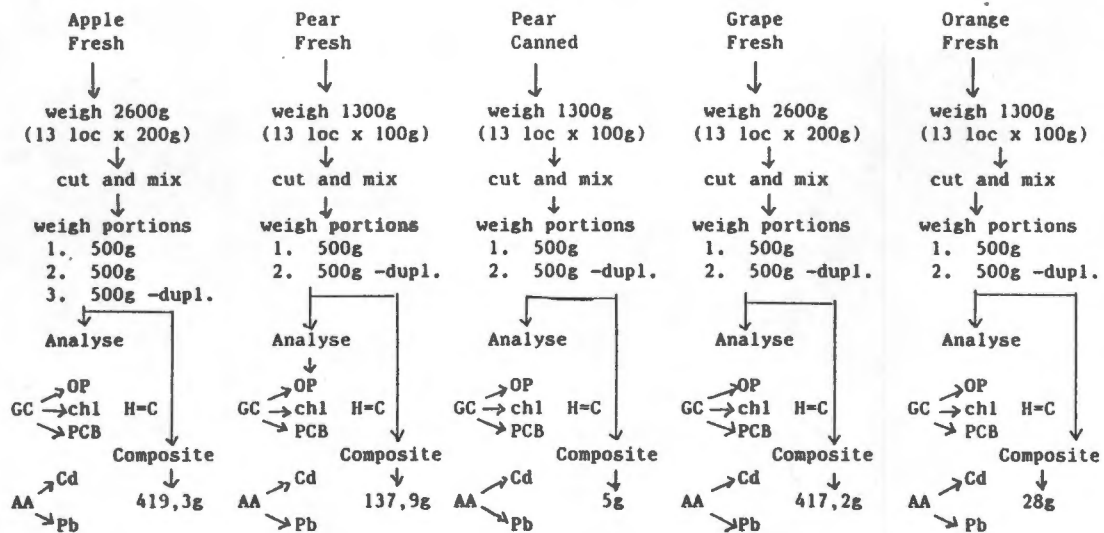 Apple Pear Pear Grape Orange
Fresh Fresh Canned Fresh Fresh
weigh 2600g weigh 1300g weigh 1300g weigh 2600g weigh 1300g
(13 loc x 200g) (13 loc x 100g) (13 loc x 100g) (13 loc x 200g) (13 loc x 100g)
cut and mix cut and mix cut and mix cut and mix cut and mix
weigh portions weigh portions weigh portions weigh portions weigh portions
1. 500g 1. 500g 1. 500g 1. 500g 1. 500g
2. 500g 2. 500g -dupl. 2. 500g -dupl. 2. 500g -dupl. 2. 500g -dupl.
3. 500g -dupl.
Analyse Analyse Analyse Analyse Analyse
OP OP OP OP OP
GC chl H=C GC chl H=C GC chl H=C GC chl H=C GC chl H=C
PCB PCB PCB PCB PCB
Composite Composite Composite Composite Composite
Cd Cd Cd Cd Cd
AA 419,3g AA 137,9g AA 5g AA 417,2g AA 28g
Pb Pb Pb Pb Pb